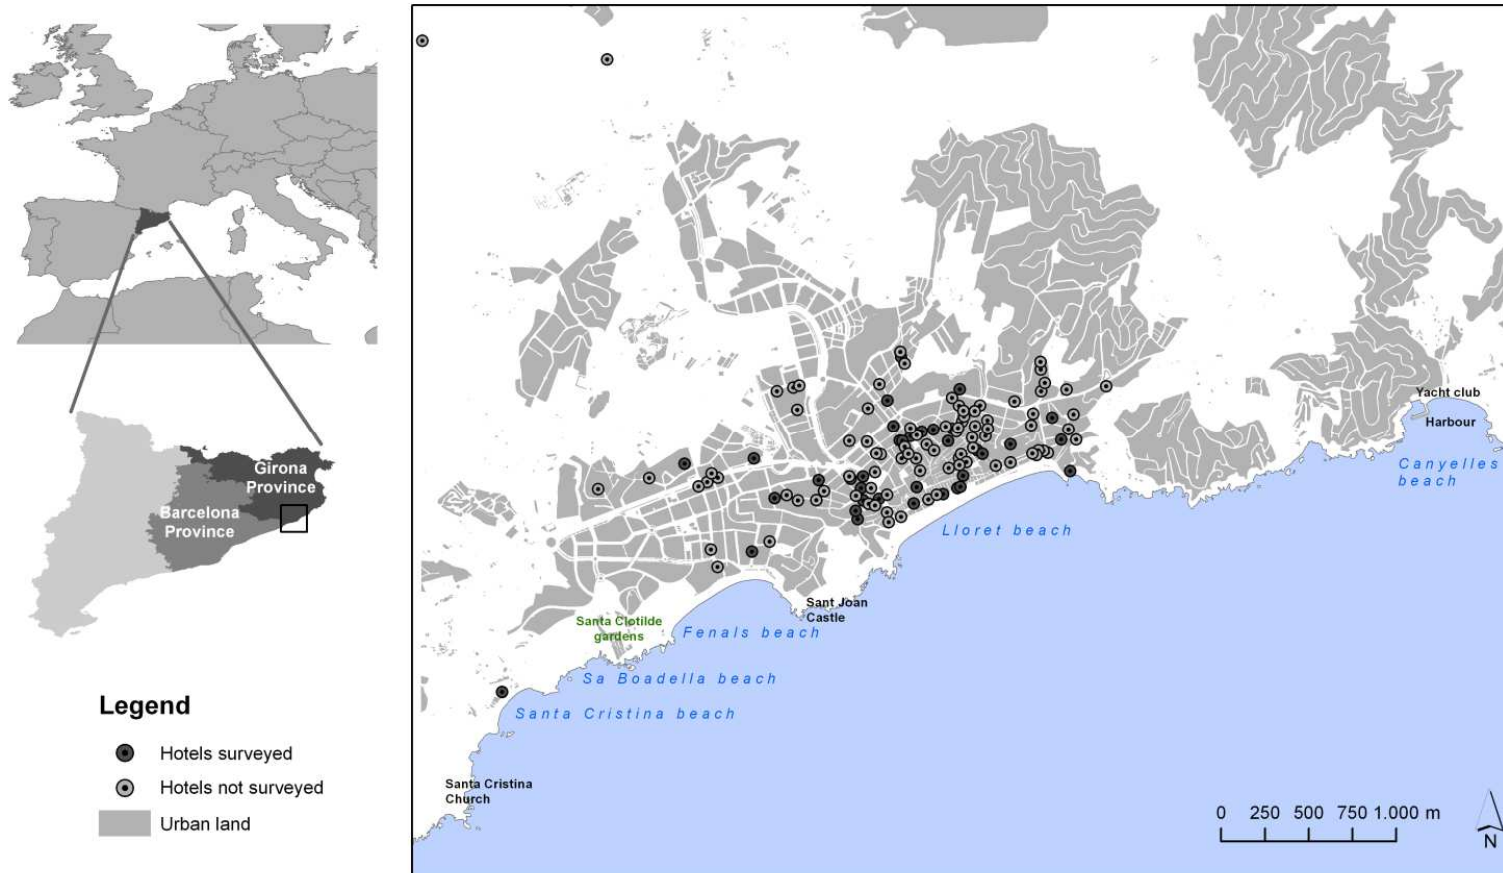 Girona
Province
Barcelona
Province
Legend
Hotels surveyed
Hotels not surveyed
Urban land
Yacht club
Harbour
Canyelles
beach
Lloret beach
Sant Joan
Castle
Santa Clotilde
gardens
Fenals beach
Sa Boadella beach
Santa Cristina beach
Santa Cristina
Church
0 250 500 750 1.000 m
N